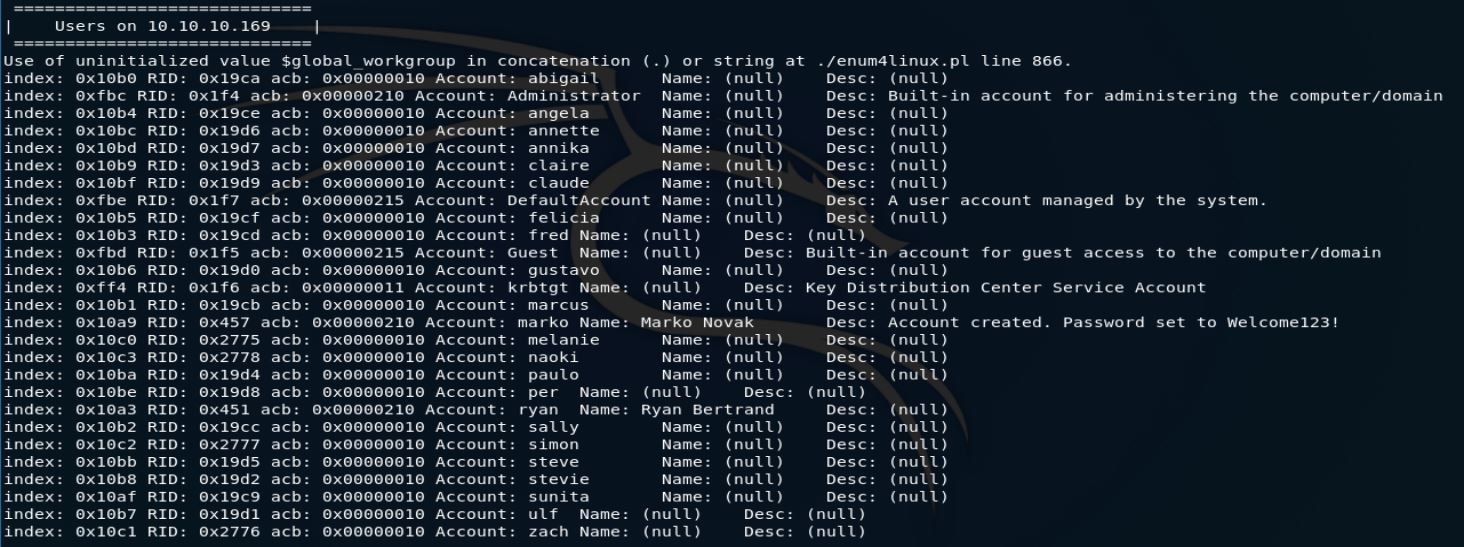 =============================
|    Users on 10.10.10.169    |
=============================
Use of uninitialized value $global_workgroup in concatenation (.) or string at ./enum4linux.pl line 866.
index: 0x10b0 RID: 0x19ca acb: 0x00000010 Account: abigail	Name: (null)	Desc: (null)
index: 0xfbc RID: 0x1f4 acb: 0x00000210 Account: Administrator	Name: (null)	Desc: Built-in account for administering the computer/domain
index: 0x10b4 RID: 0x19ce acb: 0x00000010 Account: angela	Name: (null)	Desc: (null)
index: 0x10bc RID: 0x19d6 acb: 0x00000010 Account: annette	Name: (null)	Desc: (null)
index: 0x10bd RID: 0x19d7 acb: 0x00000010 Account: annika	Name: (null)	Desc: (null)
index: 0x10b9 RID: 0x19d3 acb: 0x00000010 Account: claire	Name: (null)	Desc: (null)
index: 0x10bf RID: 0x19d9 acb: 0x00000010 Account: claude	Name: (null)	Desc: (null)
index: 0xfbe RID: 0x1f7 acb: 0x00000215 Account: DefaultAccount	Name: (null)	Desc: A user account managed by the system.
index: 0x10b5 RID: 0x19cf acb: 0x00000010 Account: felicia	Name: (null)	Desc: (null)
index: 0x10b3 RID: 0x19cd acb: 0x00000010 Account: fred	Name: (null)	Desc: (null)
index: 0xfbd RID: 0x1f5 acb: 0x00000215 Account: Guest	Name: (null)	Desc: Built-in account for guest access to the computer/domain
index: 0x10b6 RID: 0x19d0 acb: 0x00000010 Account: gustavo	Name: (null)	Desc: (null)
index: 0xff4 RID: 0x1f6 acb: 0x00000011 Account: krbtgt	Name: (null)	Desc: Key Distribution Center Service Account
index: 0x10b1 RID: 0x19cb acb: 0x00000010 Account: marcus	Name: (null)	Desc: (null)
index: 0x10a9 RID: 0x457 acb: 0x00000210 Account: marko	Name: Marko Novak	Desc: Account created. Password set to Welcome123!
index: 0x10c0 RID: 0x2775 acb: 0x00000010 Account: melanie	Name: (null)	Desc: (null)
index: 0x10c3 RID: 0x2778 acb: 0x00000010 Account: naoki	Name: (null)	Desc: (null)
index: 0x10ba RID: 0x19d4 acb: 0x00000010 Account: paulo	Name: (null)	Desc: (null)
index: 0x10be RID: 0x19d8 acb: 0x00000010 Account: per	Name: (null)	Desc: (null)
index: 0x10a3 RID: 0x451 acb: 0x00000210 Account: ryan	Name: Ryan Bertrand	Desc: (null)
index: 0x10b2 RID: 0x19cc acb: 0x00000010 Account: sally	Name: (null)	Desc: (null)
index: 0x10c2 RID: 0x2777 acb: 0x00000010 Account: simon	Name: (null)	Desc: (null)
index: 0x10bb RID: 0x19d5 acb: 0x00000010 Account: steve	Name: (null)	Desc: (null)
index: 0x10b8 RID: 0x19d2 acb: 0x00000010 Account: stevie	Name: (null)	Desc: (null)
index: 0x10af RID: 0x19c9 acb: 0x00000010 Account: sunita	Name: (null)	Desc: (null)
index: 0x10b7 RID: 0x19d1 acb: 0x00000010 Account: ulf	Name: (null)	Desc: (null)
index: 0x10c1 RID: 0x2776 acb: 0x00000010 Account: zach	Name: (null)	Desc: (null)